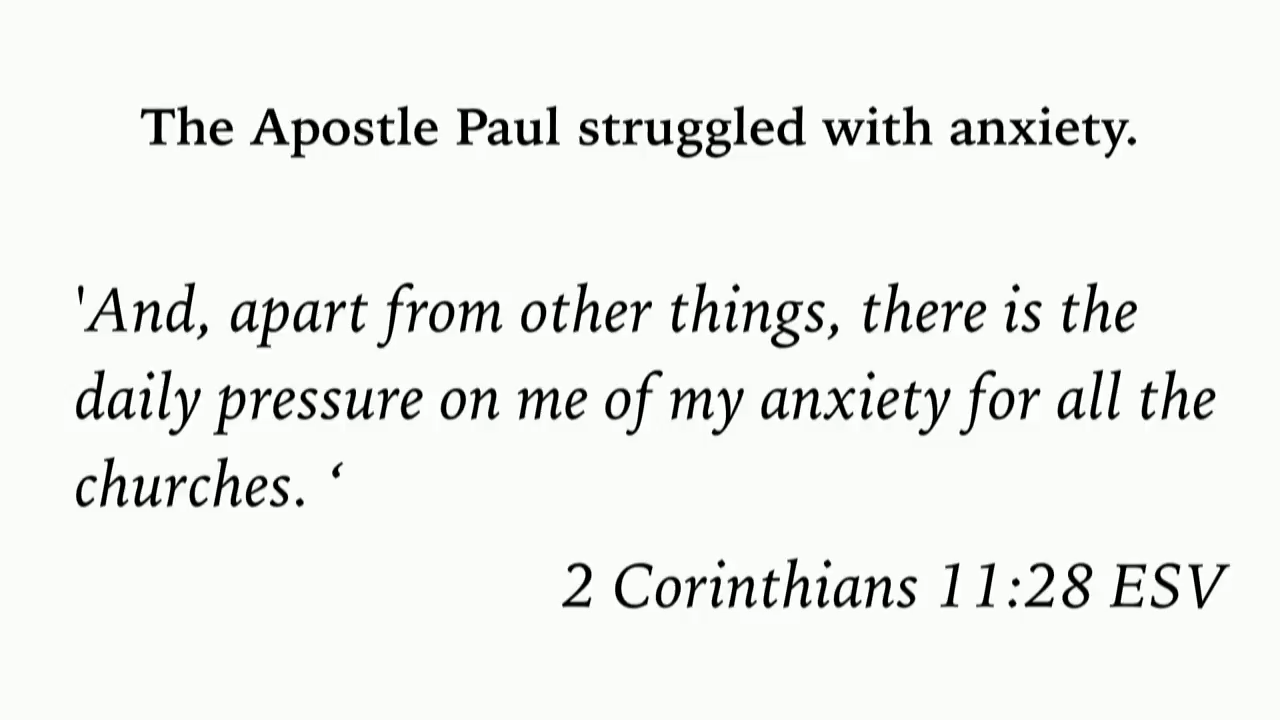 The Apostle Paul struggled with anxiety.
'And, apart from other things, there is the
daily pressure on me of my anxiety for all the
churches. ‘
2 Corinthians 11:28 ESV